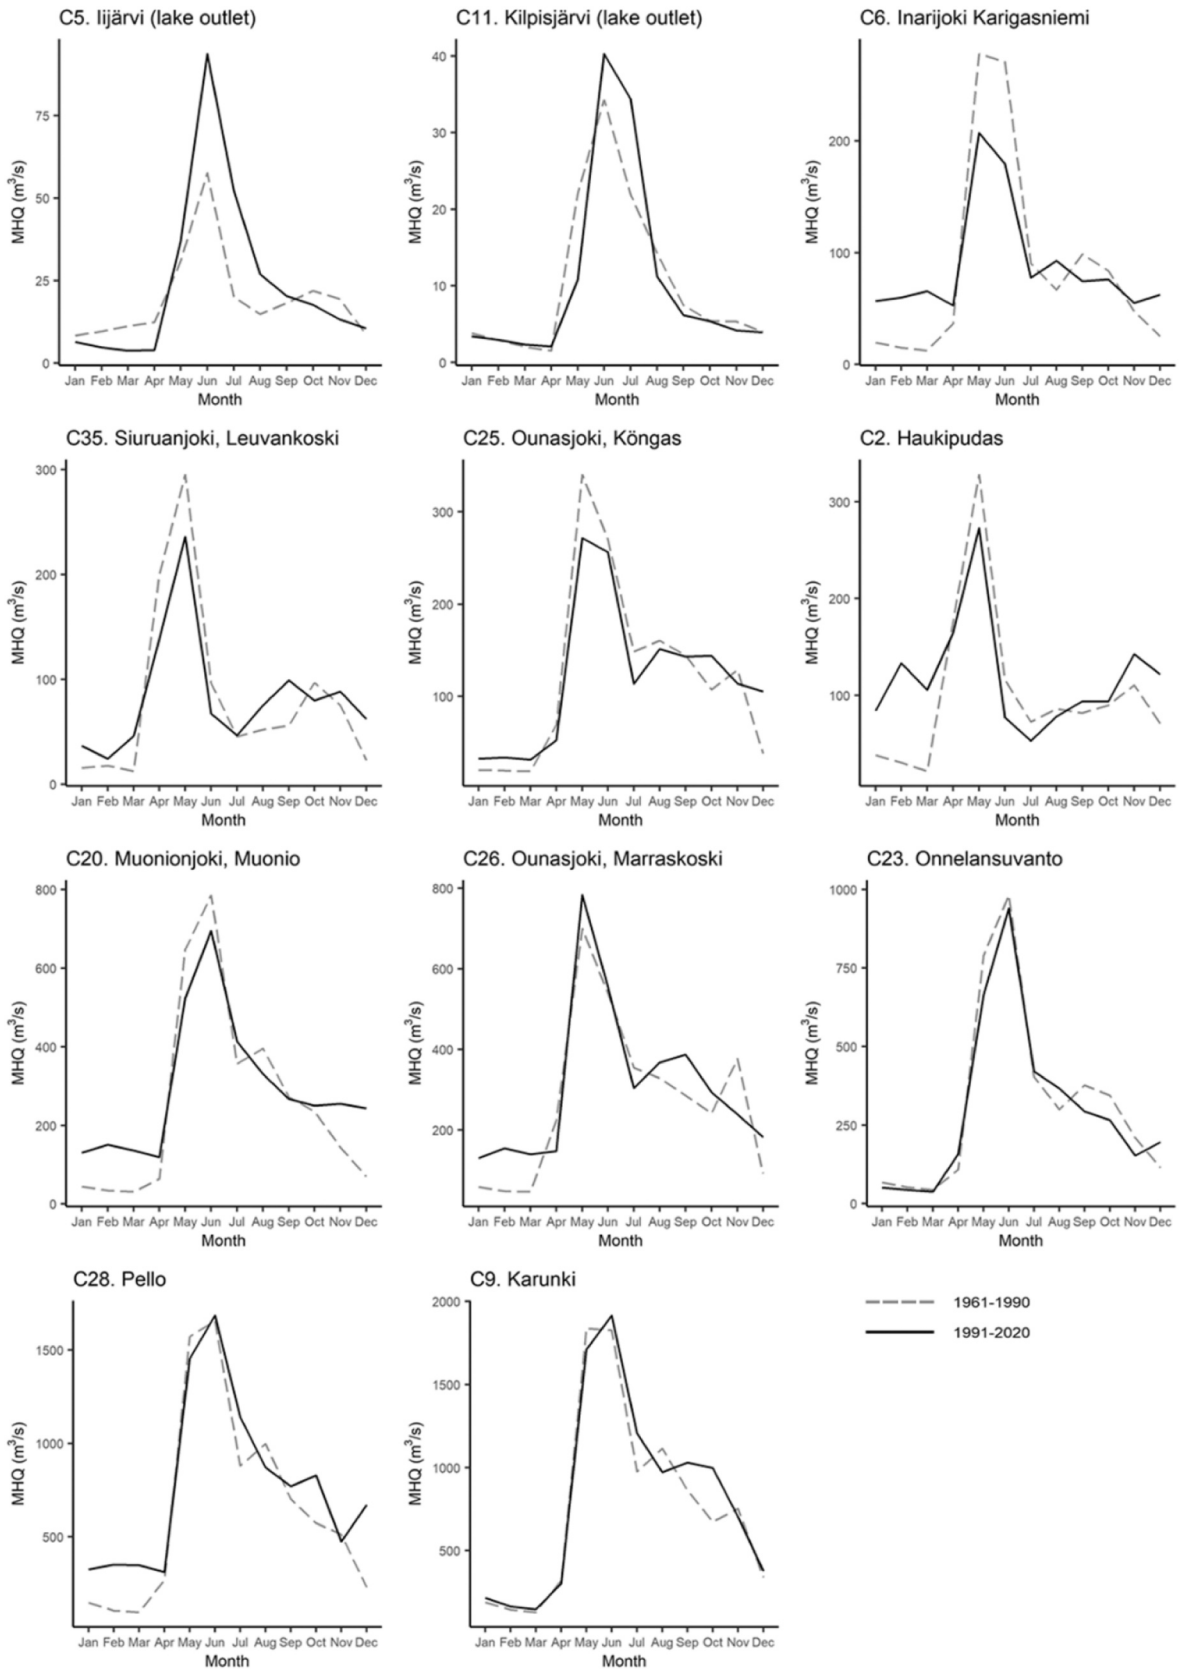 C5. Iijärvi (lake outlet)
MHQ (m³/s)
75
50
25
0
Jan Feb Mar Apr May Jun Jul Aug Sep Oct Nov Dec
Month
C11. Kilpisjärvi (lake outlet)
MHQ (m³/s)
40
30
20
10
0
Jan Feb Mar Apr May Jun Jul Aug Sep Oct Nov Dec
Month
C6. Inarijoki Karigasniemi
MHQ (m³/s)
200
100
0
Jan Feb Mar Apr May Jun Jul Aug Sep Oct Nov Dec
Month
C35. Siuruanjoki, Leuvankoski
MHQ (m³/s)
300
200
100
0
Jan Feb Mar Apr May Jun Jul Aug Sep Oct Nov Dec
Month
C25. Ounasjoki, Köngas
MHQ (m³/s)
300
200
100
Jan Feb Mar Apr May Jun Jul Aug Sep Oct Nov Dec
Month
C2. Haukipudas
MHQ (m³/s)
300
200
100
Jan Feb Mar Apr May Jun Jul Aug Sep Oct Nov Dec
Month
C20. Muonionjoki, Muonio
MHQ (m³/s)
800
600
400
200
0
Jan Feb Mar Apr May Jun Jul Aug Sep Oct Nov Dec
Month
C26. Ounasjoki, Marraskoski
MHQ (m³/s)
800
600
400
200
Jan Feb Mar Apr May Jun Jul Aug Sep Oct Nov Dec
Month
C23. Onnelansuvanto
MHQ (m³/s)
1000
750
500
250
0
Jan Feb Mar Apr May Jun Jul Aug Sep Oct Nov Dec
Month
C28. Pello
MHQ (m³/s)
1500
1000
500
Jan Feb Mar Apr May Jun Jul Aug Sep Oct Nov Dec
Month
C9. Karunki
MHQ (m³/s)
2000
1500
1000
500
Jan Feb Mar Apr May Jun Jul Aug Sep Oct Nov Dec
Month
1961-1990
1991-2020